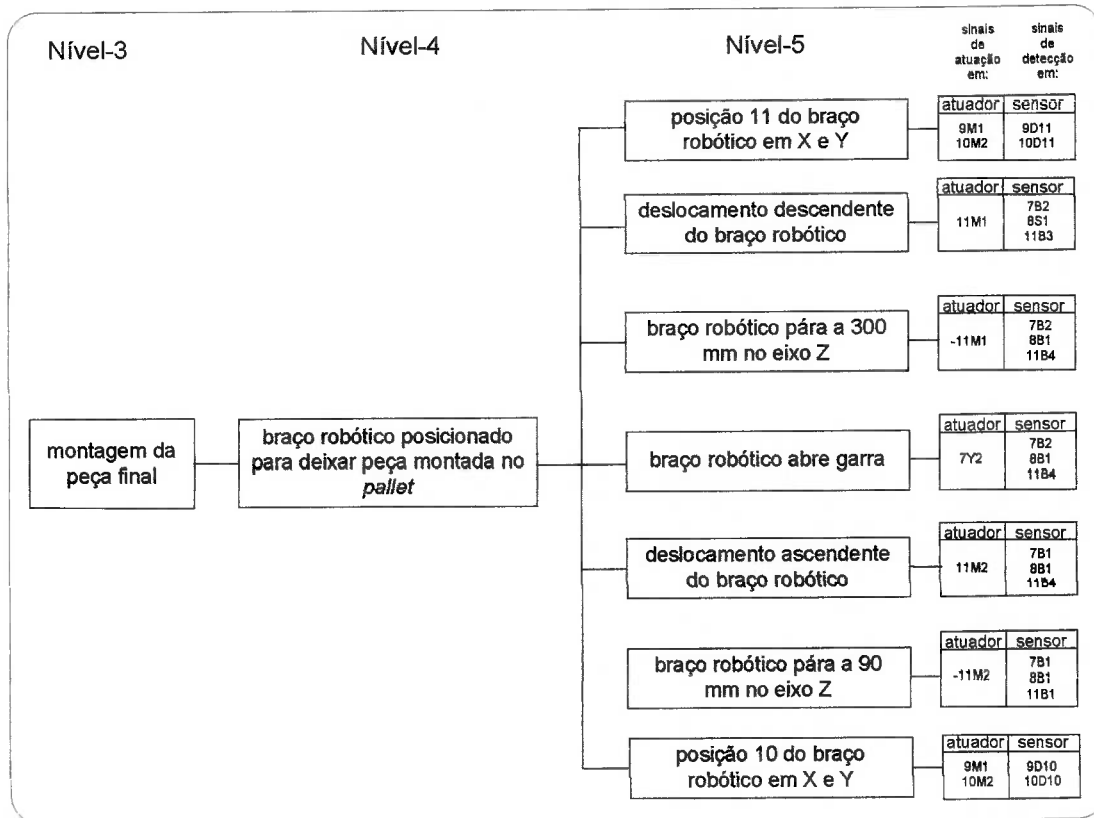 Nível-3
Nível-4
Nível-5
sinais
de
atuação
em:
sinais
de
detecção
em:
posição 11 do braço
robótico em X e Y
atuador sensor
9M1 9D11
10M2 10D11
deslocamento descendente
do braço robótico
atuador sensor
7B2
11M1 8S1
11B3
braço robótico pára a 300
mm no eixo Z
atuador sensor
7B2
-11M1 8B1
11B4
montagem da
peça final
braço robótico posicionado
para deixar peça montada no
pallet
braço robótico abre garra
atuador sensor
7B2
7Y2 8B1
11B4
deslocamento ascendente
do braço robótico
atuador sensor
7B1
11M2 8B1
11B4
braço robótico pára a 90
mm no eixo Z
atuador sensor
7B1
-11M2 8B1
11B1
posição 10 do braço
robótico em X e Y
atuador sensor
9M1 9D10
10M2 10D10